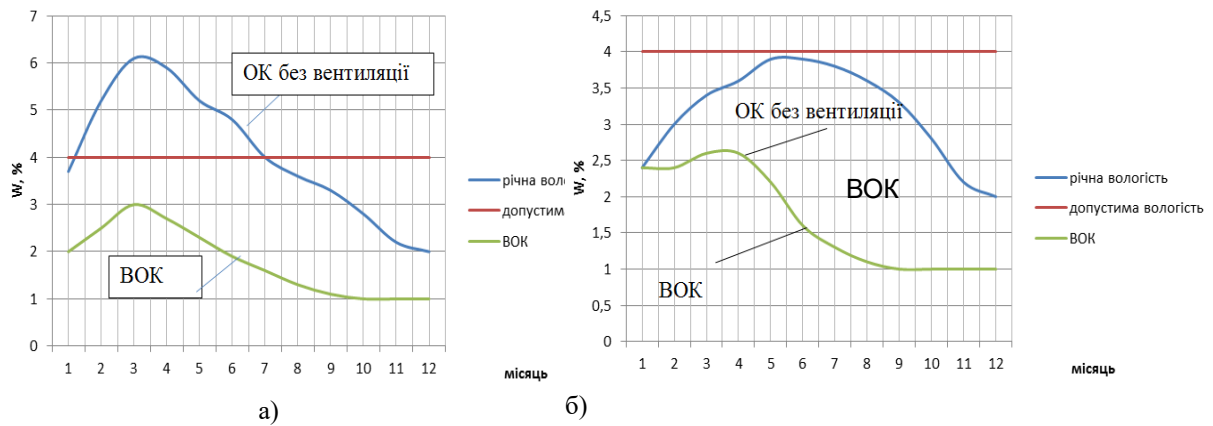 7
6
5
4
3
2
1
0
W, %
1 2 3 4 5 6 7 8 9 10 11 12
місяць
ОК без вентиляції
ВОК
річна воло
допустима
ВОК
а)
4,5
4
3,5
3
2,5
2
1,5
1
0,5
0
W, %
1 2 3 4 5 6 7 8 9 10 11 12
місяць
ОК без вентиляції
ВОК
ВОК
річна вологість
допустима вологість
ВОК
б)